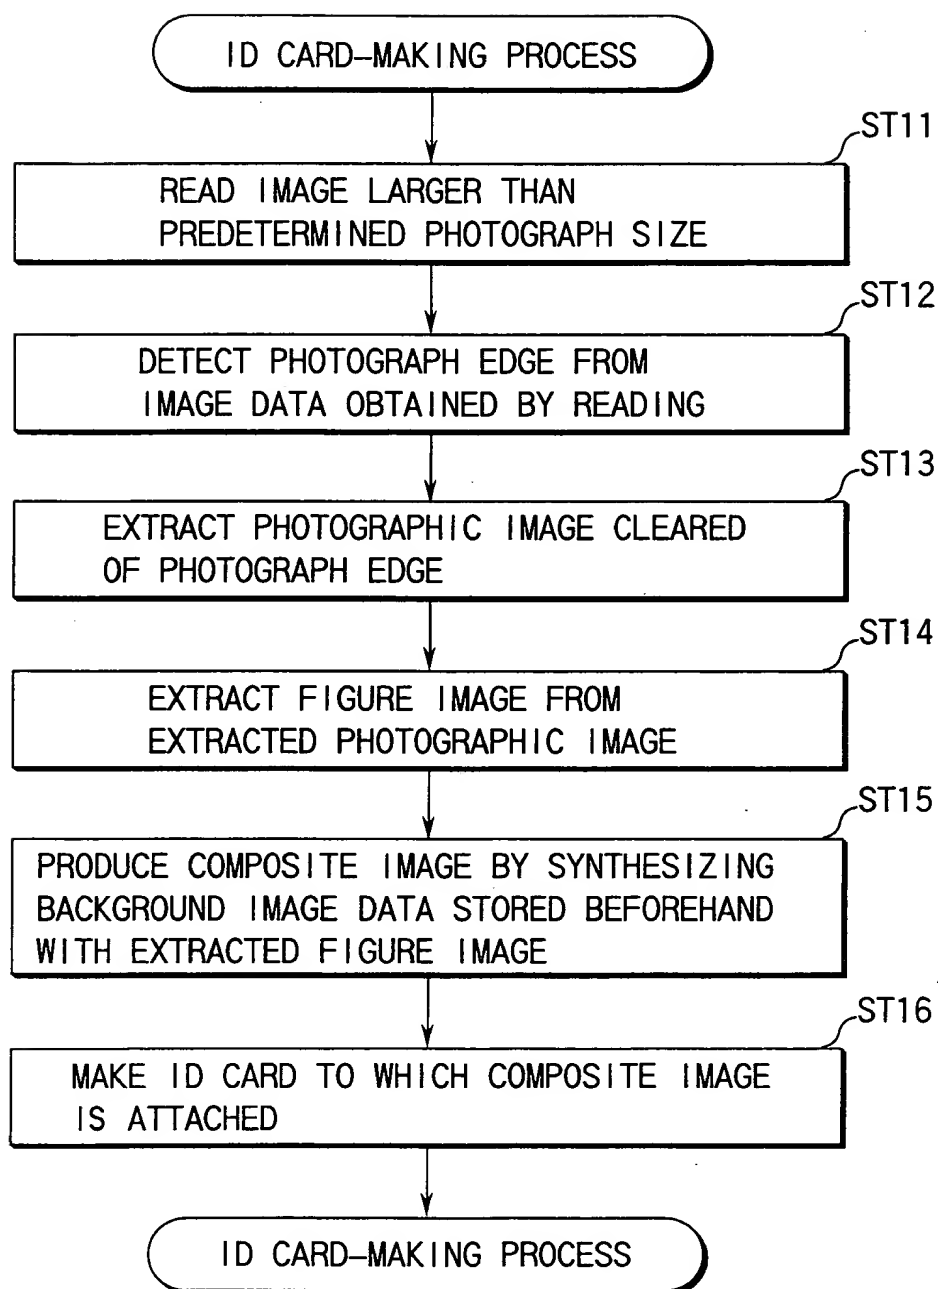 ID CARD–MAKING PROCESS
ST11
READ IMAGE LARGER THAN
PREDETERMINED PHOTOGRAPH SIZE
ST12
DETECT PHOTOGRAPH EDGE FROM
IMAGE DATA OBTAINED BY READING
ST13
EXTRACT PHOTOGRAPHIC IMAGE CLEARED
OF PHOTOGRAPH EDGE
ST14
EXTRACT FIGURE IMAGE FROM
EXTRACTED PHOTOGRAPHIC IMAGE
ST15
PRODUCE COMPOSITE IMAGE BY SYNTHESIZING
BACKGROUND IMAGE DATA STORED BEFOREHAND
WITH EXTRACTED FIGURE IMAGE
ST16
MAKE ID CARD TO WHICH COMPOSITE IMAGE
IS ATTACHED
ID CARD–MAKING PROCESS